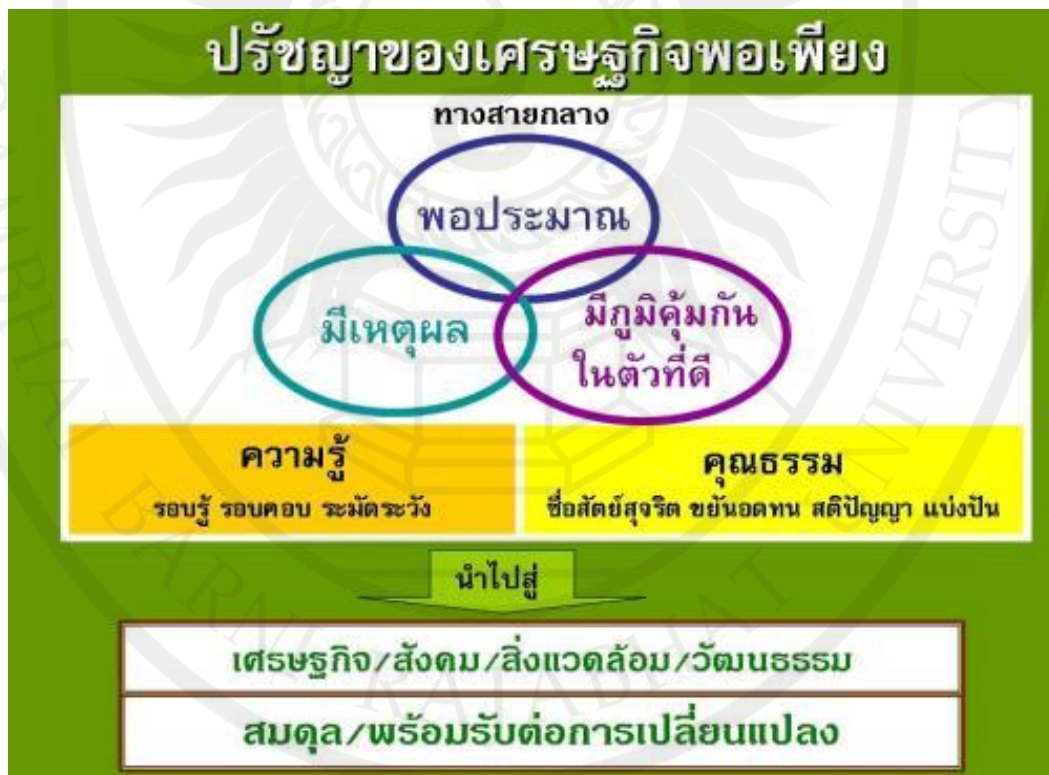 ปรัชญาของเศรษฐกิจพอเพียง
ทางสายกลาง
พอประมาณ
มีเหตุผล
มีภูมิคุ้มกัน
ในตัวที่ดี
ความรู้
รอบรู้ รอบคอบ ระมัดระวัง
คุณธรรม
ซื่อสัตย์สุจริต ขยันอดทน สติปัญญา แบ่งปัน
นำไปสู่
เศรษฐกิจ/สังคม/สิ่งแวดล้อม/วัฒนธรรม
สมดุล/พร้อมรับต่อการเปลี่ยนแปลง
BARNI RAJABHAT UNIVERSITY